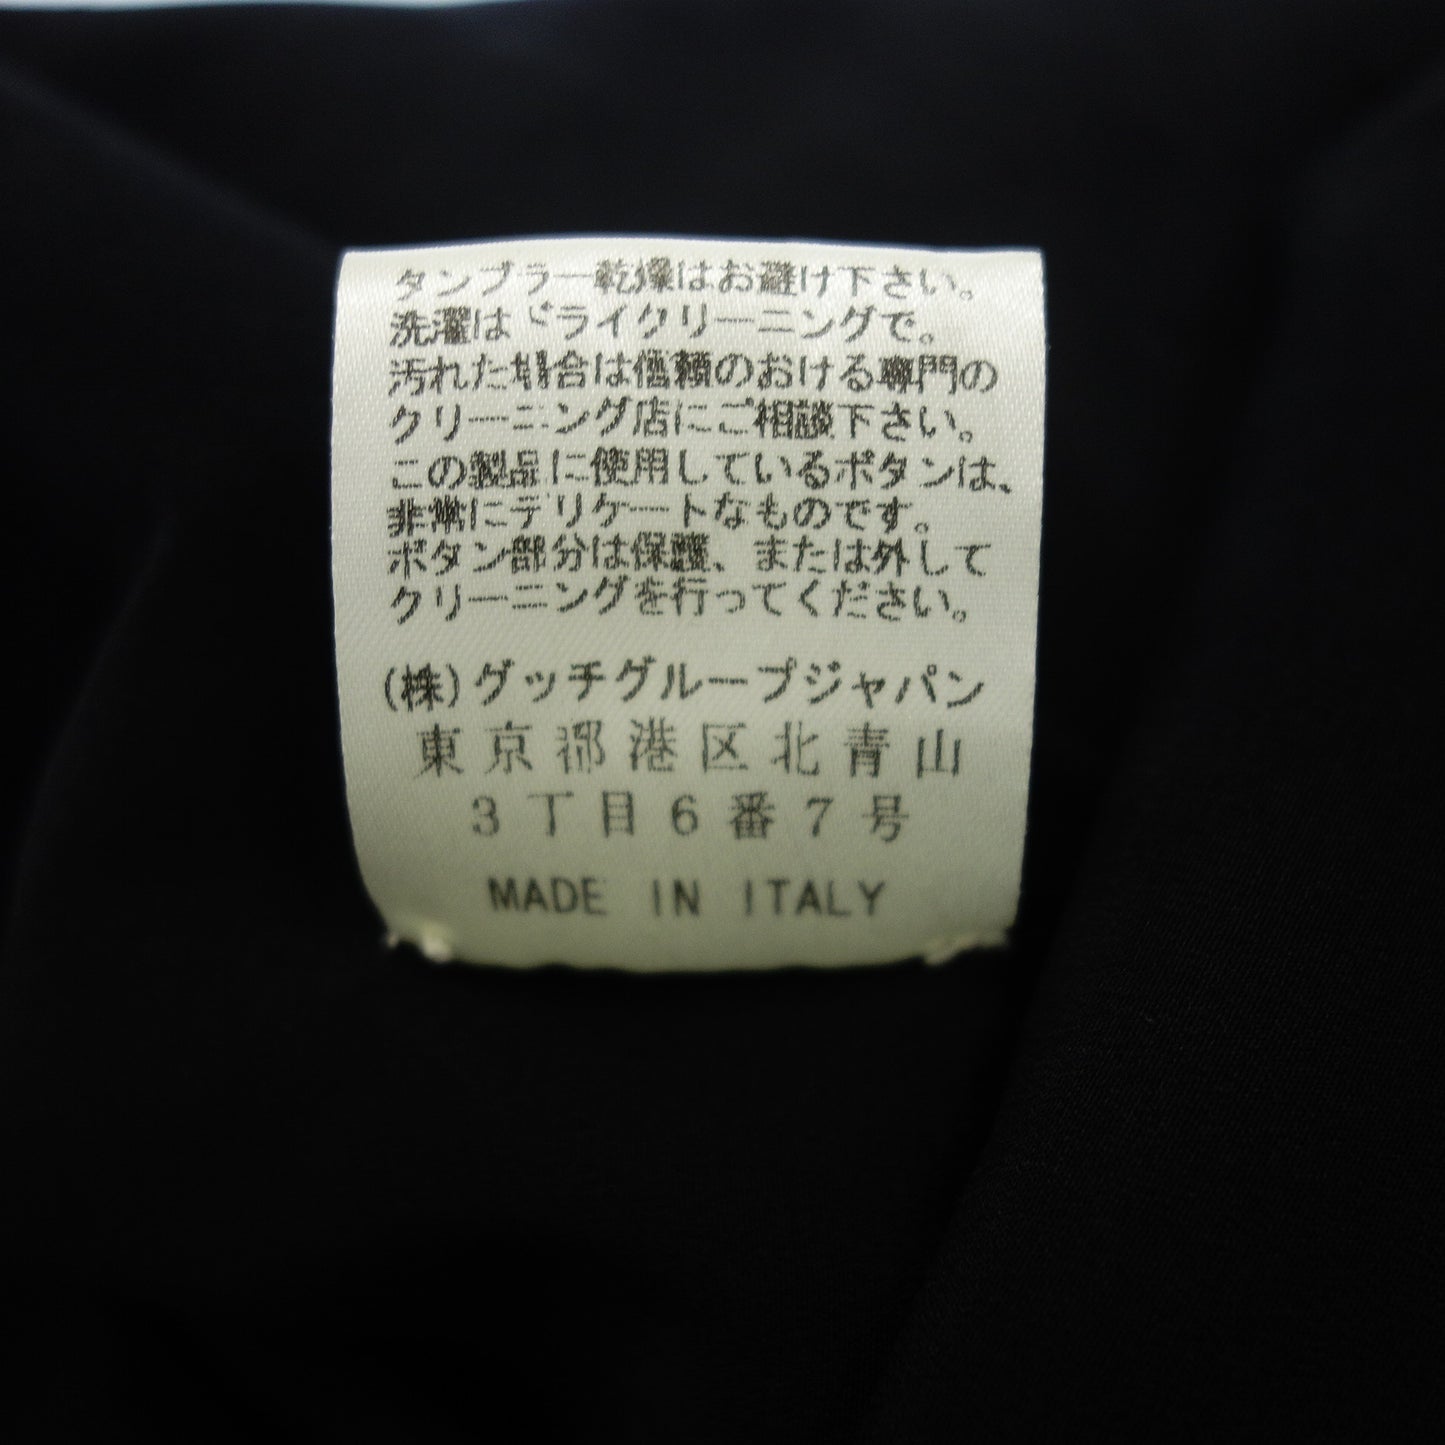 タンブラー乾燥はお避け下さい。
洗濯はドライクリーニングで。
汚れた場合は信頼のおける専門の
クリーニング店にご相談下さい。
この製品に使用しているボタンは、
非常にデリケートなものです。
ボタン部分は保護、または外して
クリーニングを行ってください。
(株)グッチグループジャパン
東京都港区北青山
3丁目6番7号
MADE IN ITALY